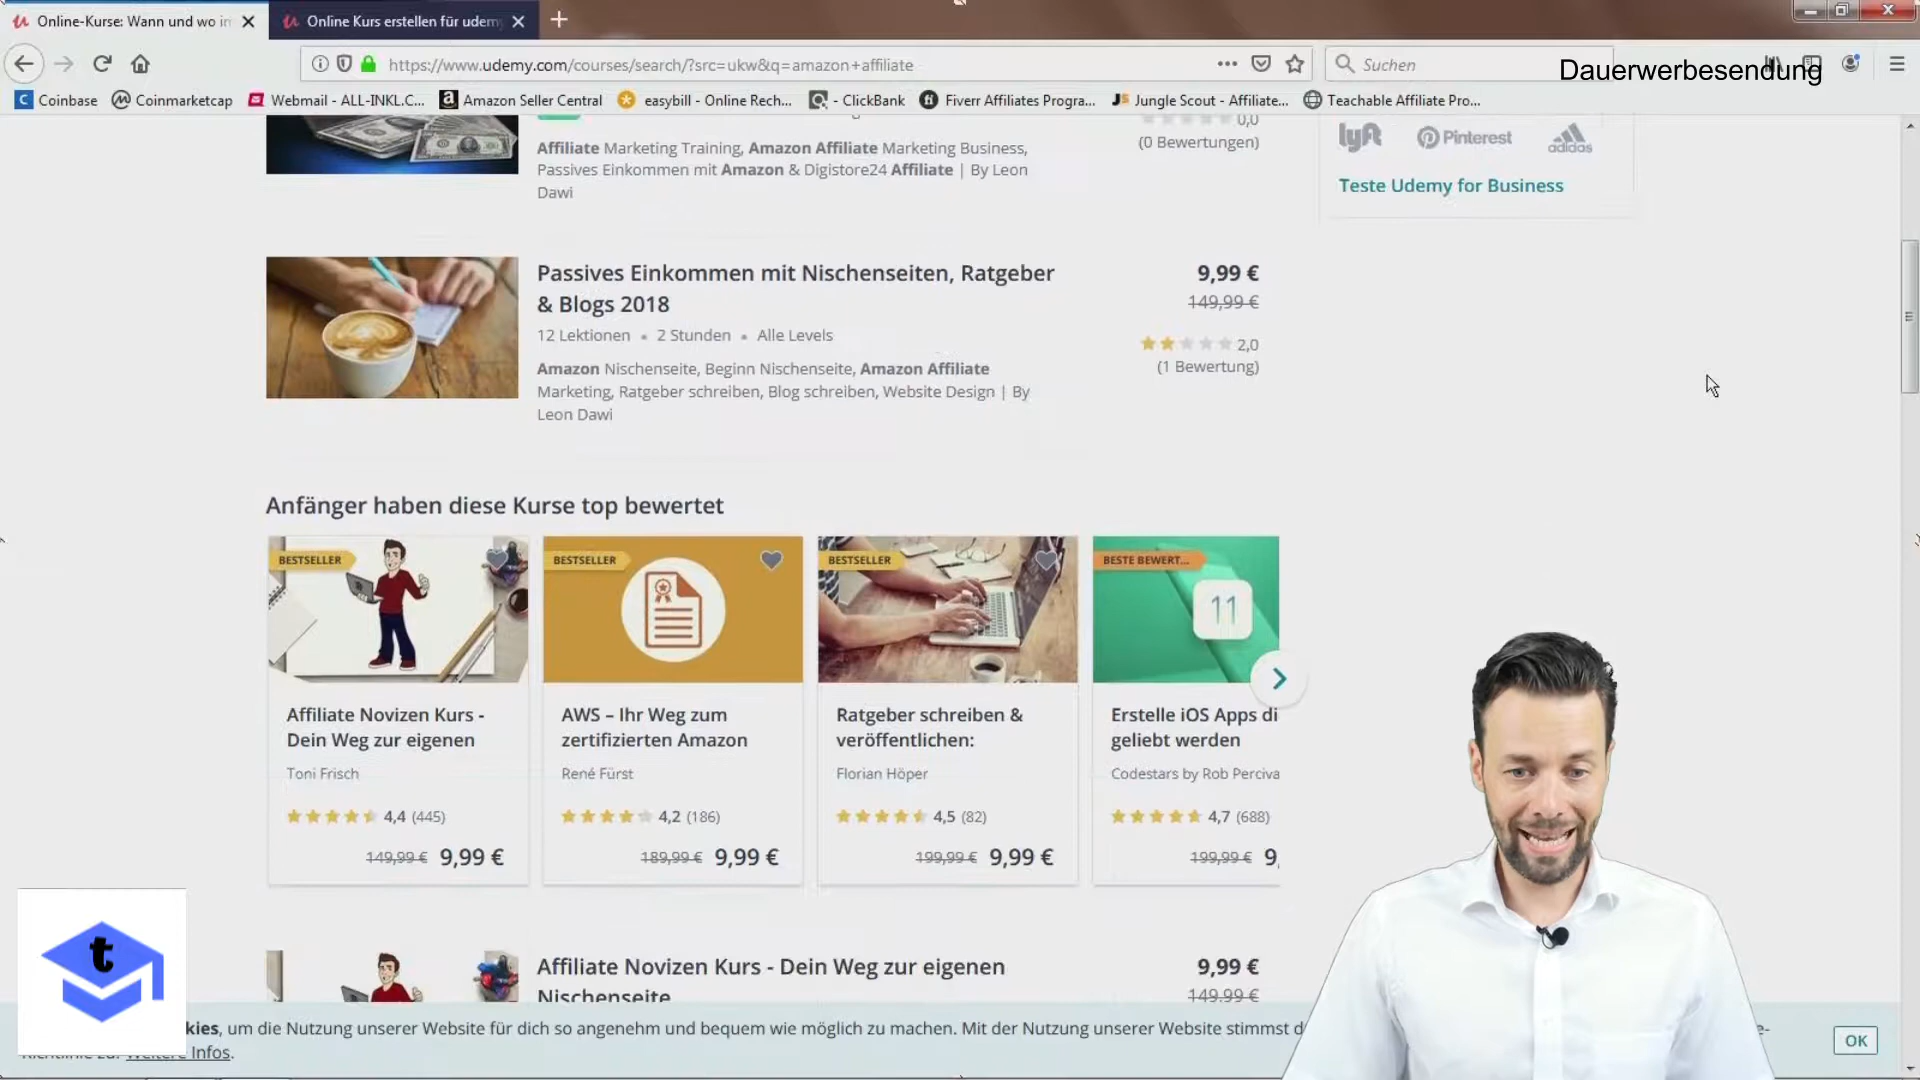 Online-Kurse: Wann und wo in
Online Kurs erstellen für udemy
https://www.udemy.com/courses/search/?src=ukw&q=amazon+affiliate
Suchen
Dauerwerbesendung
Coinbase
Coinmarketcap
Webmail - ALL-INKL.C...
Amazon Seller Central
easybill - Online Rech...
- ClickBank
Fiverr Affiliates Progra...
Jungle Scout - Affiliate...
Teachable Affiliate Pro...
0,0
(0 Bewertungen)
Affiliate Marketing Training, Amazon Affiliate Marketing Business,
Passives Einkommen mit Amazon & Digistore24 Affiliate | By Leon
Dawi
lyft
Pinterest
adidas
Teste Udemy for Business
Passives Einkommen mit Nischenseiten, Ratgeber
& Blogs 2018
12 Lektionen • 2 Stunden • Alle Levels
Amazon Nischenseite, Beginn Nischenseite, Amazon Affiliate
Marketing, Ratgeber schreiben, Blog schreiben, Website Design | By
Leon Dawi
9,99 €
149,99 €
2,0
(1 Bewertung)
Anfänger haben diese Kurse top bewertet
BESTSELLER
Affiliate Novizen Kurs -
Dein Weg zur eigenen
Toni Frisch
4,4 (445)
149,99 € 9,99 €
BESTSELLER
AWS – Ihr Weg zum
zertifizierten Amazon
René Fürst
4,2 (186)
189,99 € 9,99 €
BESTSELLER
Ratgeber schreiben &
veröffentlichen:
Florian Höper
4,5 (82)
199,99 € 9,99 €
BESTE BEWERT...
11
Erstelle iOS Apps di
geliebt werden
Codestars by Rob Perciva
4,7 (688)
199,99 € 9,
Affiliate Novizen Kurs - Dein Weg zur eigenen
Nischenseite
9,99 €
149,99 €
t
kies, um die Nutzung unserer Website für dich so angenehm und bequem wie möglich zu machen. Mit der Nutzung unserer Website stimmst d
zu. Weitere Infos.
OK